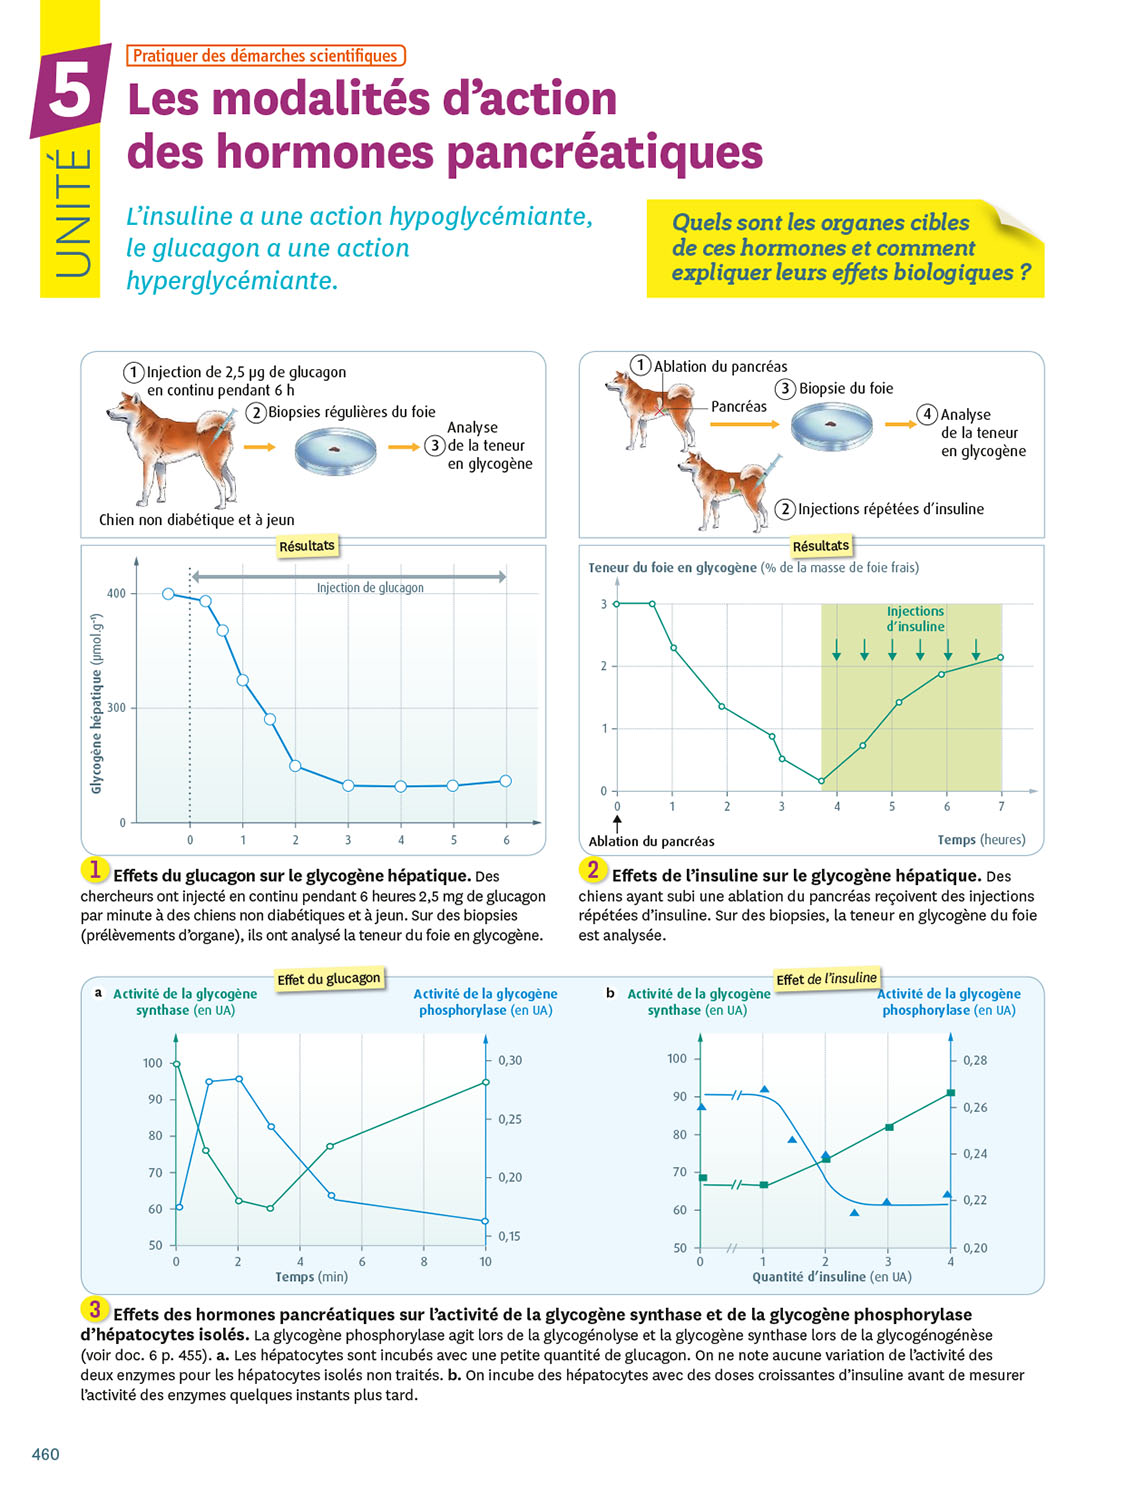 Pratiquer des démarches scientifiques
5
UNITÉ
Les modalités d'action
des hormones pancréatiques
L'insuline a une action hypoglycémiante,
le glucagon a une action
hyperglycémiante.
Quels sont les organes cibles
de ces hormones et comment
expliquer leurs effets biologiques ?
1 Injection de 2,5 µg de glucagon
en continu pendant 6 h
2 Biopsies régulières du foie
3 Analyse
de la teneur
en glycogène
Chien non diabétique et à jeun
Résultats
Injection de glucagon
Glycogène hépatique (µmol.g⁻¹)
400
300
0
0 1 2 3 4 5 6
1 Effets du glucagon sur le glycogène hépatique. Des
chercheurs ont injecté en continu pendant 6 heures 2,5 mg de glucagon
par minute à des chiens non diabétiques et à jeun. Sur des biopsies
(prélèvements d'organe), ils ont analysé la teneur du foie en glycogène.
1 Ablation du pancréas
Pancréas
3 Biopsie du foie
4 Analyse
de la teneur
en glycogène
2 Injections répétées d'insuline
Résultats
Teneur du foie en glycogène (% de la masse de foie frais)
Injections
d'insuline
3
2
1
0
0 1 2 3 4 5 6 7
Ablation du pancréas
Temps (heures)
2 Effets de l'insuline sur le glycogène hépatique. Des
chiens ayant subi une ablation du pancréas reçoivent des injections
répétées d'insuline. Sur des biopsies, la teneur en glycogène du foie
est analysée.
Effet du glucagon
a Activité de la glycogène
synthase (en UA)
Activité de la glycogène
phosphorylase (en UA)
100
90
80
70
60
50
0,30
0,25
0,20
0,15
0 2 4 6 8 10
Temps (min)
Effet de l'insuline
b Activité de la glycogène
synthase (en UA)
Activité de la glycogène
phosphorylase (en UA)
100
90
80
70
60
50
0,28
0,26
0,24
0,22
0,20
0 1 2 3 4
Quantité d'insuline (en UA)
3 Effets des hormones pancréatiques sur l'activité de la glycogène synthase et de la glycogène phosphorylase
d'hépatocytes isolés. La glycogène phosphorylase agit lors de la glycogénolyse et la glycogène synthase lors de la glycogénogénèse
(voir doc. 6 p. 455). a. Les hépatocytes sont incubés avec une petite quantité de glucagon. On ne note aucune variation de l'activité des
deux enzymes pour les hépatocytes isolés non traités. b. On incube des hépatocytes avec des doses croissantes d'insuline avant de mesurer
l'activité des enzymes quelques instants plus tard.
460